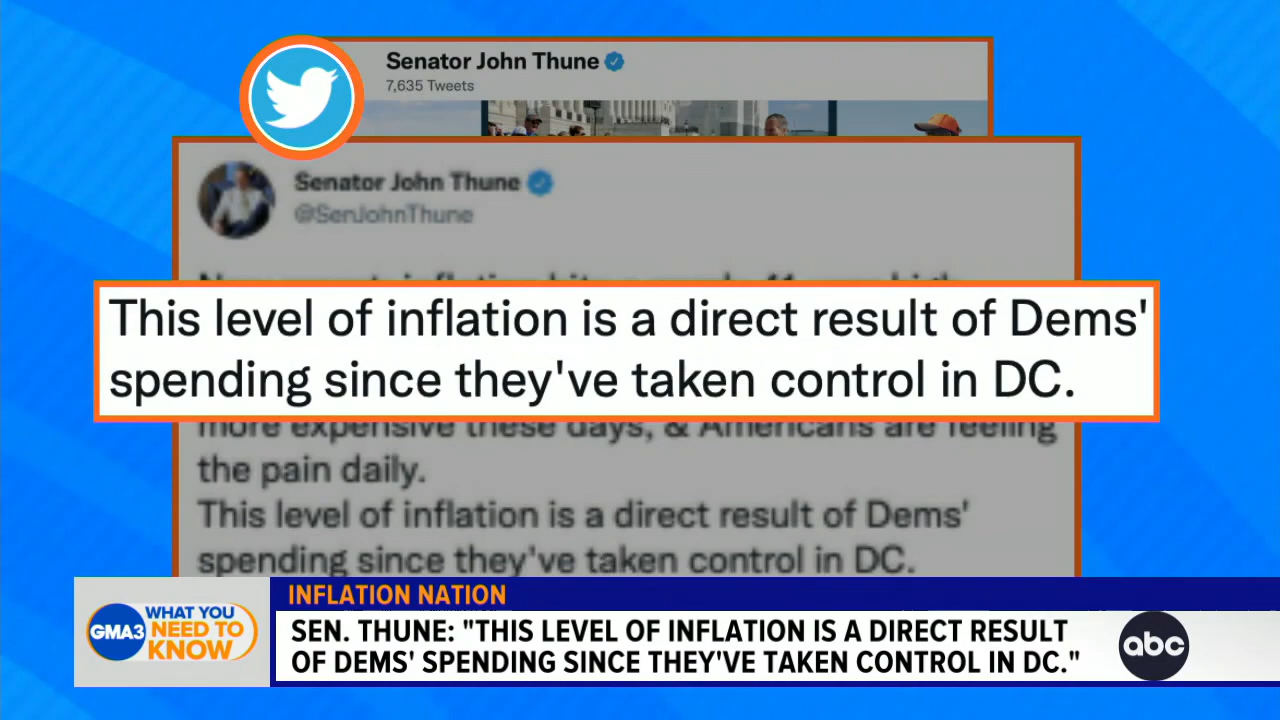 Senator John Thune
7,635 Tweets
Senator John Thune
@SenJohnThune
This level of inflation is a direct result of Dems'
spending since they've taken control in DC.
more expensive these days, & Americans are feeling
the pain daily.
This level of inflation is a direct result of Dems'
spending since they've taken control in DC.
INFLATION NATION
GMA3
WHAT YOU
NEED TO
KNOW
SEN. THUNE: "THIS LEVEL OF INFLATION IS A DIRECT RESULT
OF DEMS' SPENDING SINCE THEY'VE TAKEN CONTROL IN DC."
abc